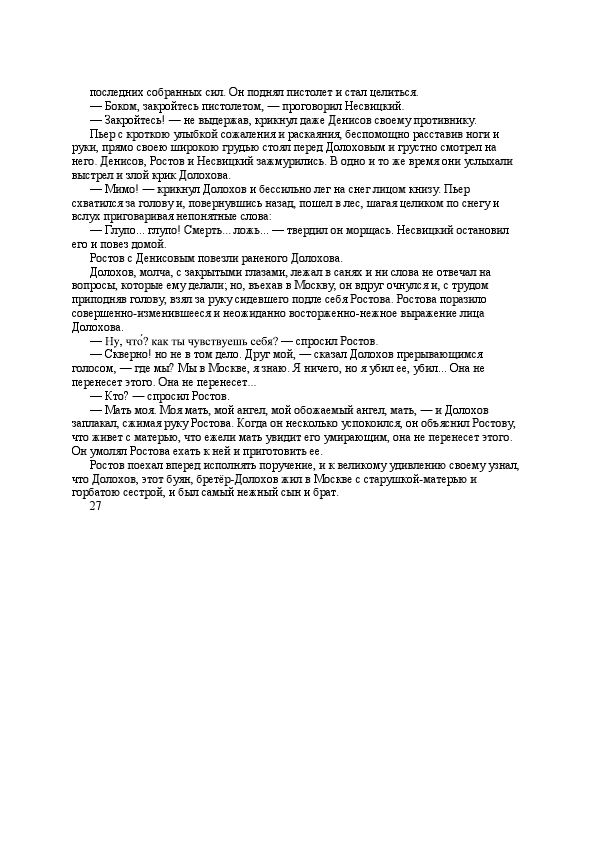 последних собранных сил. Он поднял пистолет и стал целиться.
— Боком, закройтесь пистолетом, — проговорил Несвицкий.
— Закройтесь! — не выдержав, крикнул даже Денисов своему противнику.
Пьер с кроткою улыбкой сожаления и раскаяния, беспомощно расставив ноги и
руки, прямо своею широкою грудью стоял перед Долоховым и грустно смотрел на
него. Денисов, Ростов и Несвицкий зажмурились. В одно и то же время они услыхали
выстрел и злой крик Долохова.
— Мимо! — крикнул Долохов и бессильно лег на снег лицом книзу. Пьер
схватился за голову и, повернувшись назад, пошел в лес, шагая целиком по снегу и
вслух приговаривая непонятные слова:
— Глупо... глупо! Смерть... ложь... — твердил он морщась. Несвицкий остановил
его и повез домой.
Ростов с Денисовым повезли раненого Долохова.
Долохов, молча, с закрытыми глазами, лежал в санях и ни слова не отвечал на
вопросы, которые ему делали; но, въехав в Москву, он вдруг очнулся и, с трудом
приподняв голову, взял за руку сидевшего подле себя Ростова. Ростова поразило
совершенно-изменившееся и неожиданно восторженно-нежное выражение лица
Долохова.
— Ну, что́? как ты чувствуешь себя? — спросил Ростов.
— Скверно! но не в том дело. Друг мой, — сказал Долохов прерывающимся
голосом, — где мы? Мы в Москве, я знаю. Я ничего, но я убил ее, убил... Она не
перенесет этого. Она не перенесет...
— Кто? — спросил Ростов.
— Мать моя. Моя мать, мой ангел, мой обожаемый ангел, мать, — и Долохов
заплакал, сжимая руку Ростова. Когда он несколько успокоился, он объяснил Ростову,
что живет с матерью, что ежели мать увидит его умирающим, она не перенесет этого.
Он умолял Ростова ехать к ней и приготовить ее.
Ростов поехал вперед исполнять поручение, и к великому удивлению своему узнал,
что Долохов, этот буян, бретёр-Долохов жил в Москве с старушкой-матерью и
горбатою сестрой, и был самый нежный сын и брат.
27